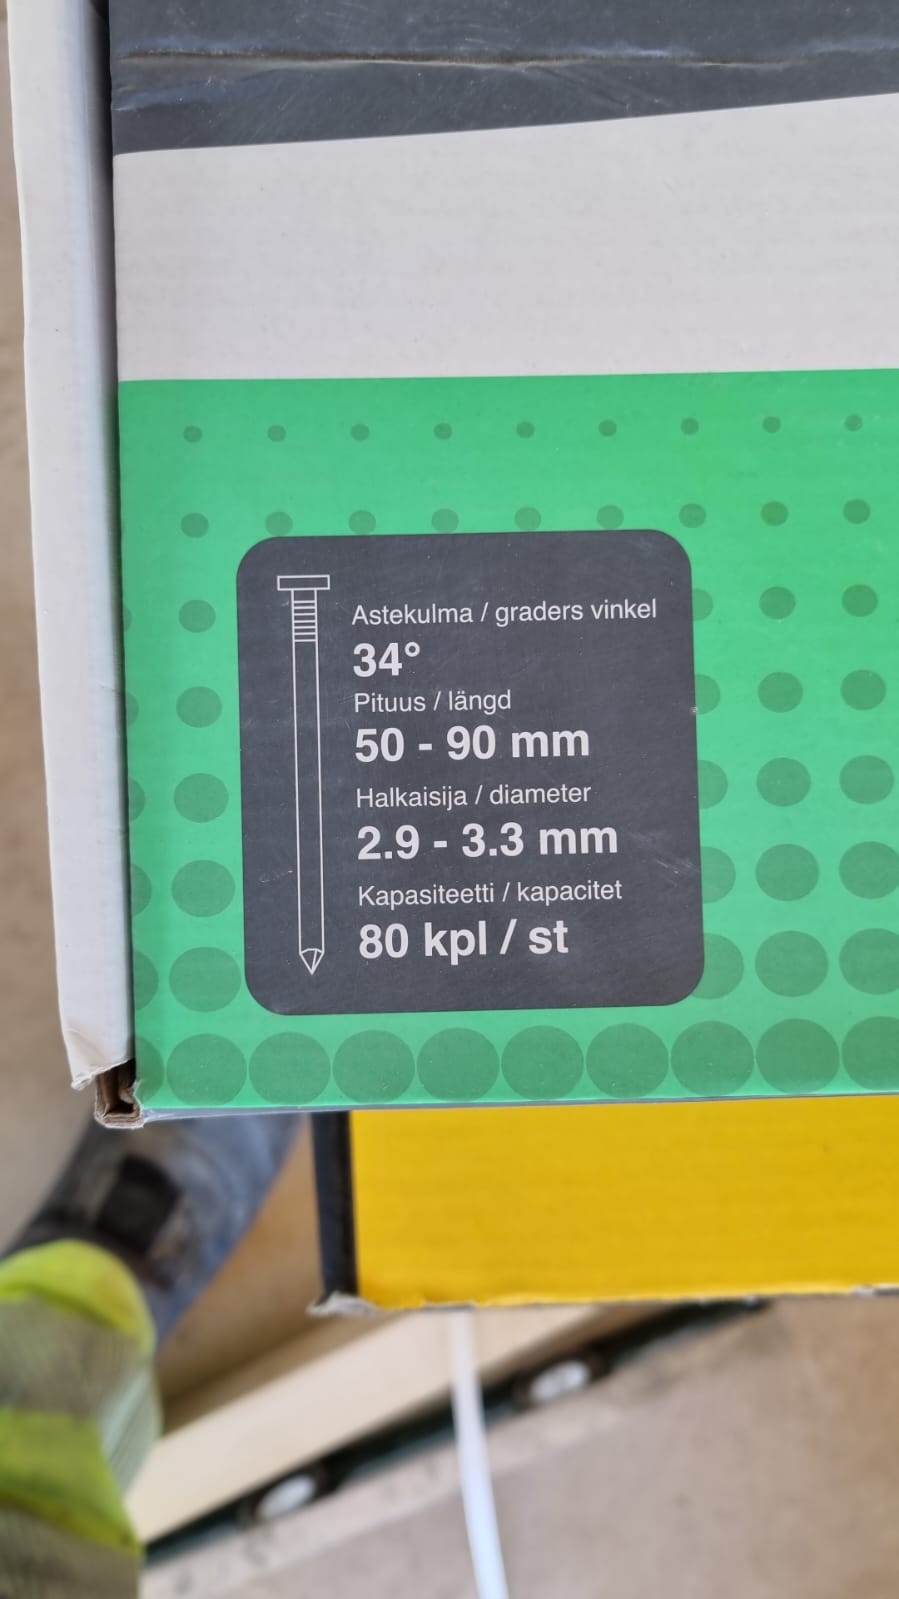 Astekulma / graders vinkel
34°
Pituus / längd
50 - 90 mm
Halkaisija / diameter
2.9 - 3.3 mm
Kapasiteetti / kapacitet
80 kpl / st